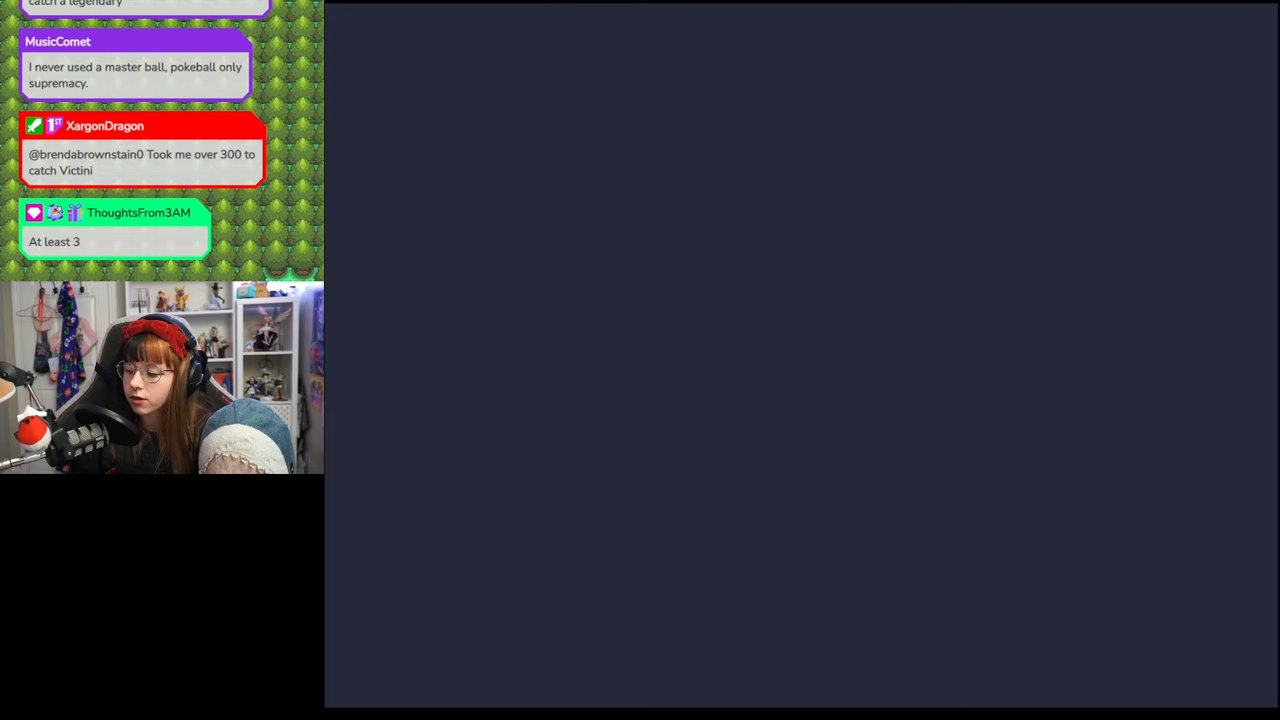 catch a legendary
MusicComet
I never used a master ball, pokeball only
supremacy.
1ST XargonDragon
@brendabrownstain0 Took me over 300 to
catch Victini
ThoughtsFrom3AM
At least 3